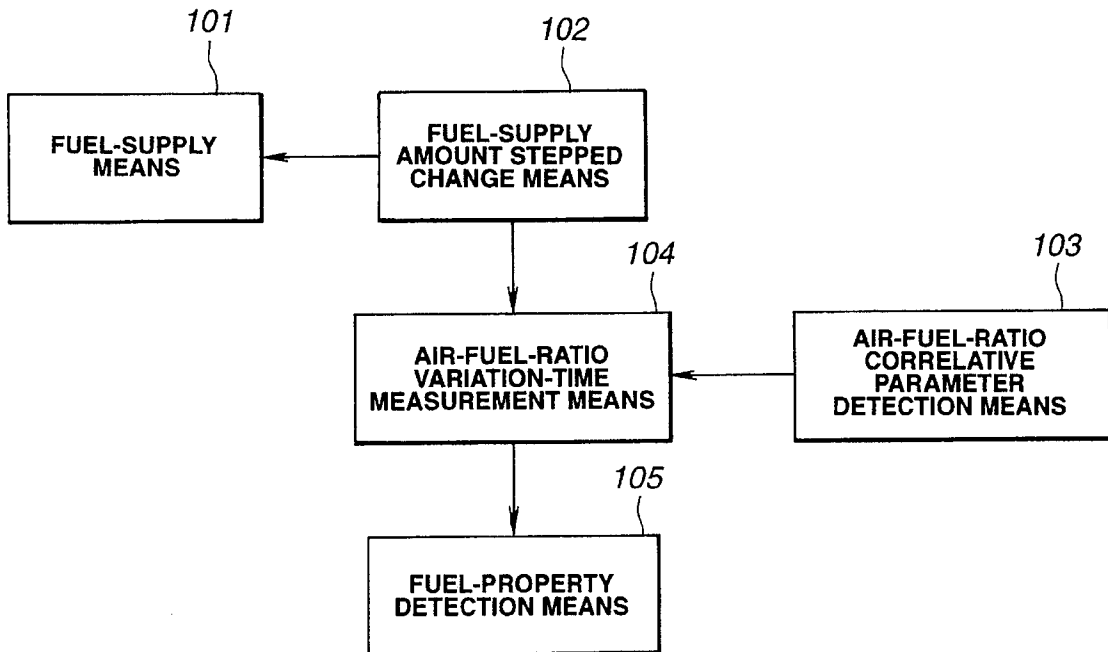 101
FUEL-SUPPLY
MEANS
102
FUEL-SUPPLY
AMOUNT STEPPED
CHANGE MEANS
104
AIR-FUEL-RATIO
VARIATION-TIME
MEASUREMENT MEANS
103
AIR-FUEL-RATIO
CORRELATIVE
PARAMETER
DETECTION MEANS
105
FUEL-PROPERTY
DETECTION MEANS